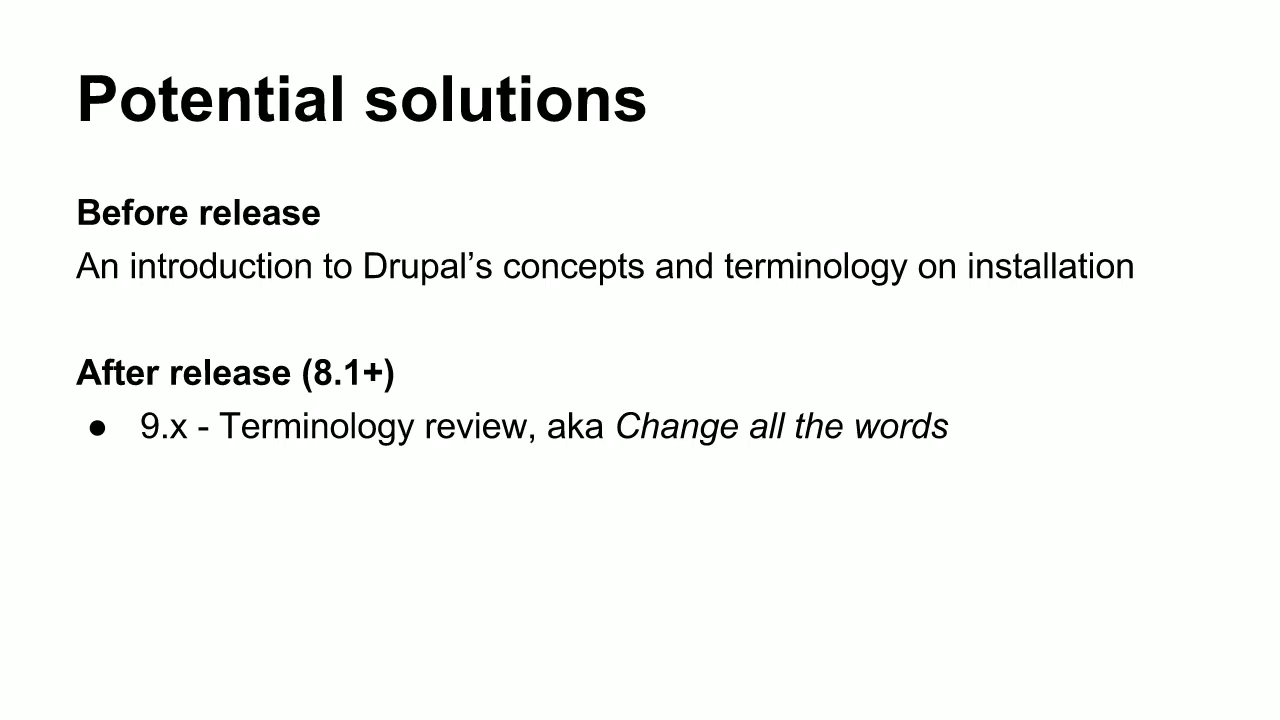 Potential solutions
Before release
An introduction to Drupal’s concepts and terminology on installation
After release (8.1+)
● 9.x - Terminology review, aka Change all the words